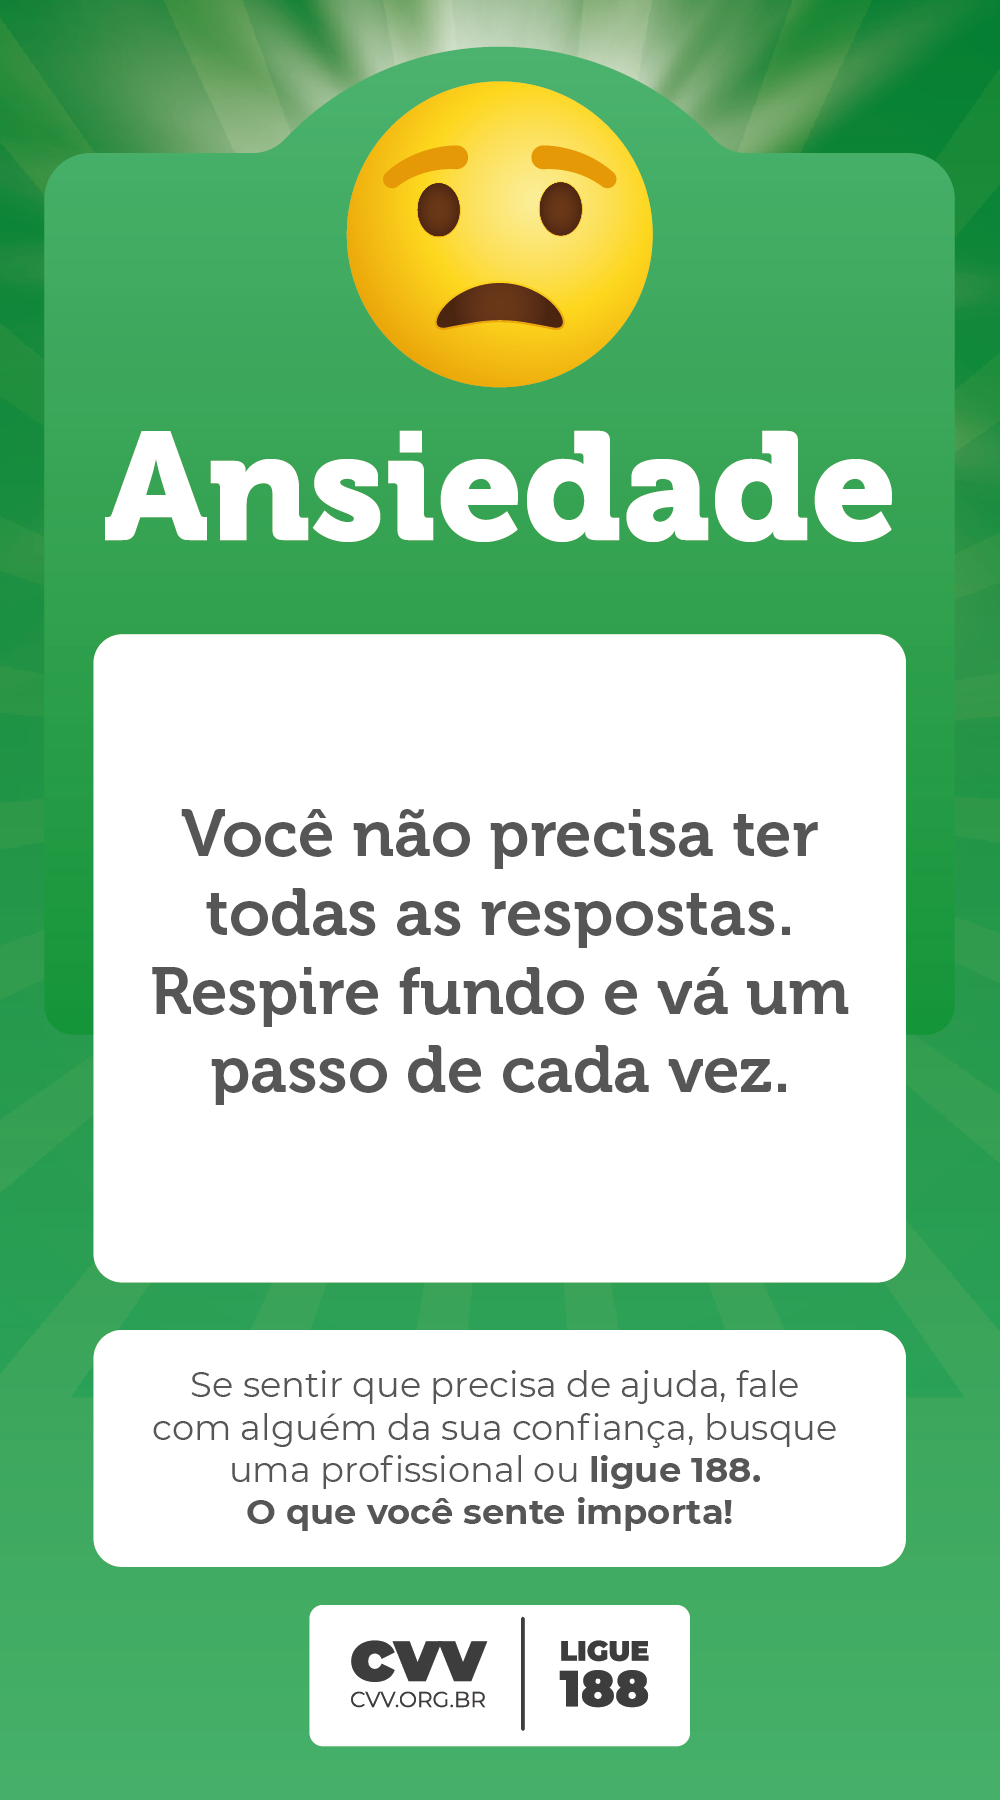 Ansiedade
Você não precisa ter
todas as respostas.
Respire fundo e vá um
passo de cada vez.
Se sentir que precisa de ajuda, fale
com alguém da sua confiança, busque
uma profissional ou ligue 188.
O que você sente importa!
CVV
CVV.ORG.BR
LIGUE
188